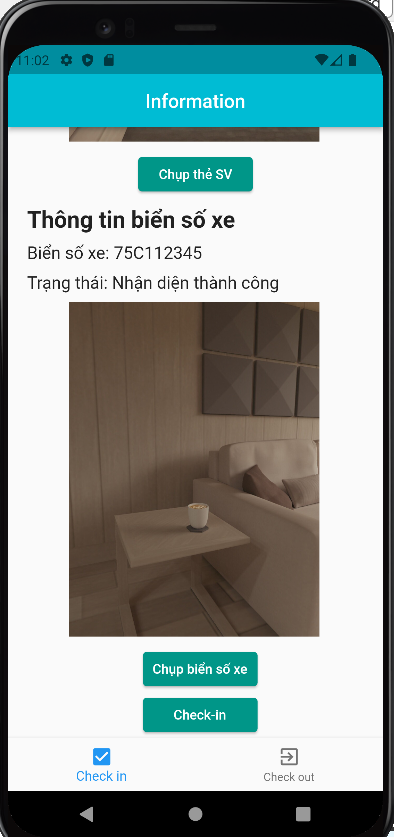 11:02
Information
Chụp thẻ SV
Thông tin biển số xe
Biển số xe: 75C112345
Trạng thái: Nhận diện thành công
Chụp biển số xe
Check-in
Check in
Check out